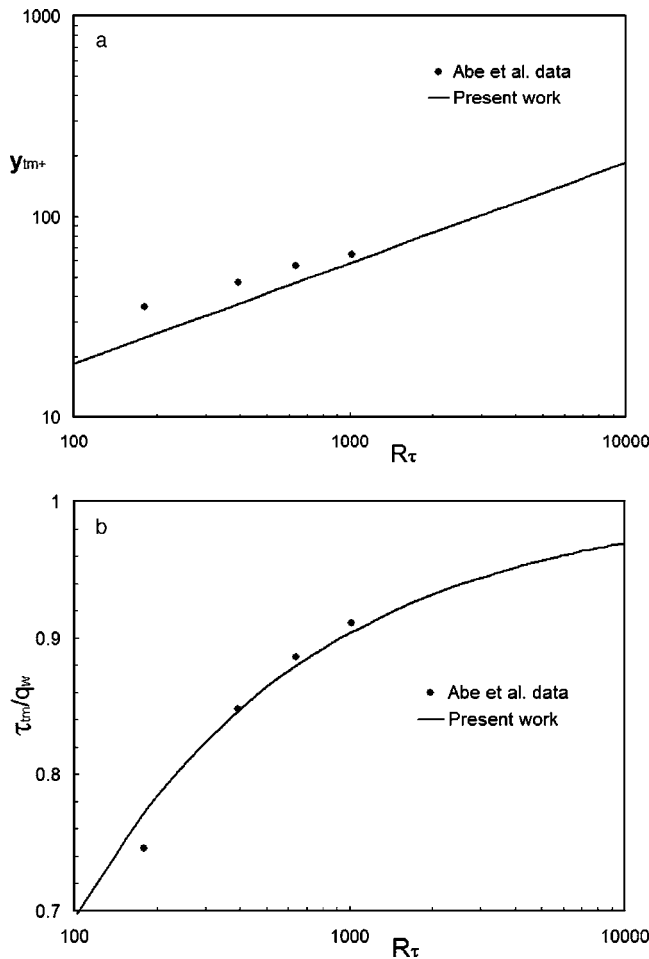 1000
a
Abe et al. data
Present work
ytm+
100
10
100
1000
10000
Rτ
1
b
0.9
τtm/qw
Abe et al. data
Present work
0.8
0.7
100
1000
10000
Rτ